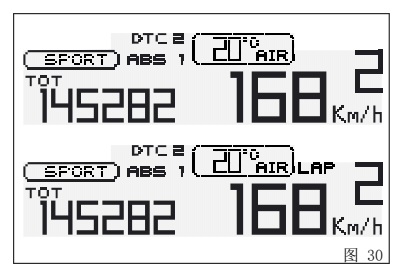 DTC 2
20°C AIR
SPORT ABS 1
2
TOT
145282
168 Km/h
DTC 2
20°C AIR LAP
SPORT ABS 1
2
TOT
145282
168 Km/h
图 30